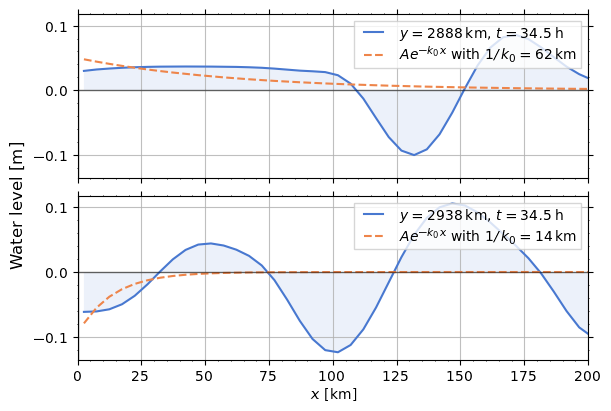 0.1
0.0
−0.1
y = 2888 km, t = 34.5 h
Ae^{−k₀x} with 1/k₀ = 62 km
0.1
0.0
−0.1
y = 2938 km, t = 34.5 h
Ae^{−k₀x} with 1/k₀ = 14 km
Water level [m]
0 25 50 75 100 125 150 175 200
x [km]